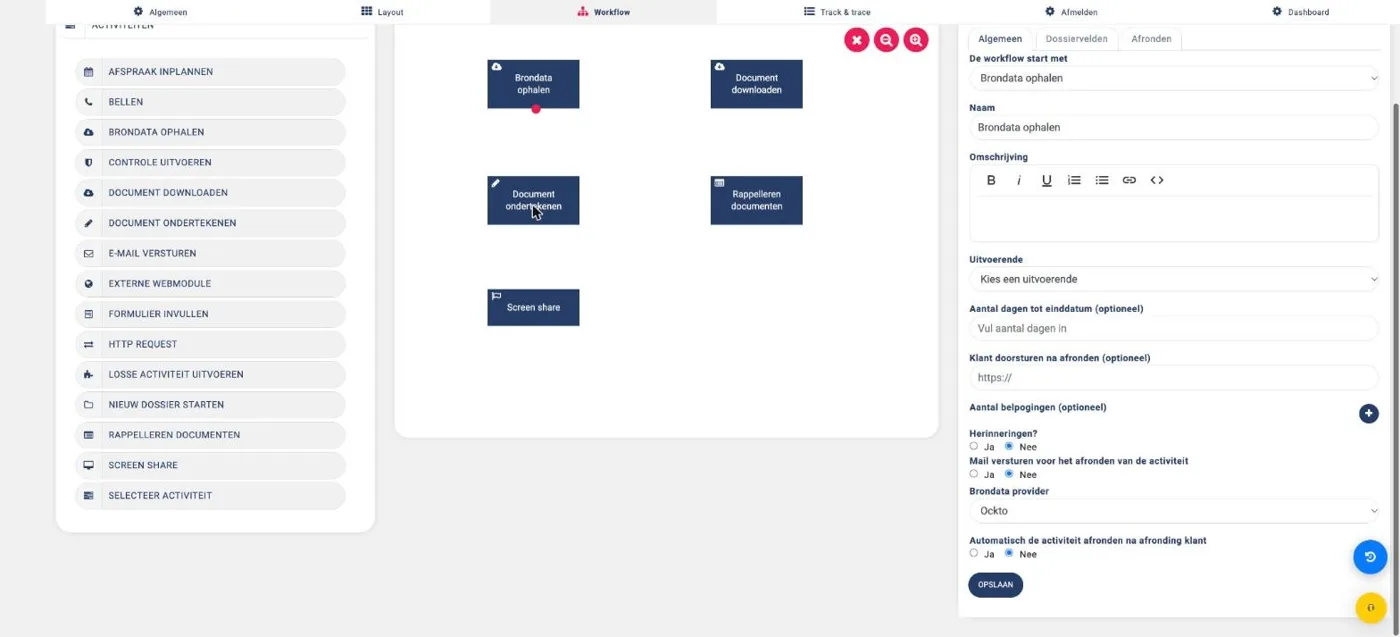 Algemeen
Layout
Workflow
Track & trace
Afmelden
Dashboard
ACTIVITEITEN
AFSPRAAK INPLANNEN
BELLEN
BRONDATA OPHALEN
CONTROLE UITVOEREN
DOCUMENT DOWNLOADEN
DOCUMENT ONDERTEKENEN
E-MAIL VERSTUREN
EXTERNE WEBMODULE
FORMULIER INVULLEN
HTTP REQUEST
LOSSE ACTIVITEIT UITVOEREN
NIEUW DOSSIER STARTEN
RAPPELLEREN DOCUMENTEN
SCREEN SHARE
SELECTEER ACTIVITEIT
Brondata
ophalen
Document
downloaden
Document
ondertekenen
Rappelleren
documenten
Screen share
Algemeen
Dossiervelden
Afronden
De workflow start met
Brondata ophalen
Naam
Brondata ophalen
Omschrijving
B i U
Uitvoerende
Kies een uitvoerende
Aantal dagen tot einddatum (optioneel)
Vul aantal dagen in
Klant doorsturen na afronden (optioneel)
https://
Aantal belpogingen (optioneel)
Herinneringen?
Ja Nee
Mail versturen voor het afronden van de activiteit
Ja Nee
Brondata provider
Ockto
Automatisch de activiteit afronden na afronding klant
Ja Nee
OPSLAAN